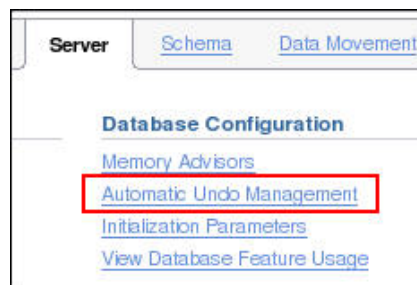 Server Schema Data Movement
Database Configuration
Memory Advisors
Automatic Undo Management
Initialization Parameters
View Database Feature Usage